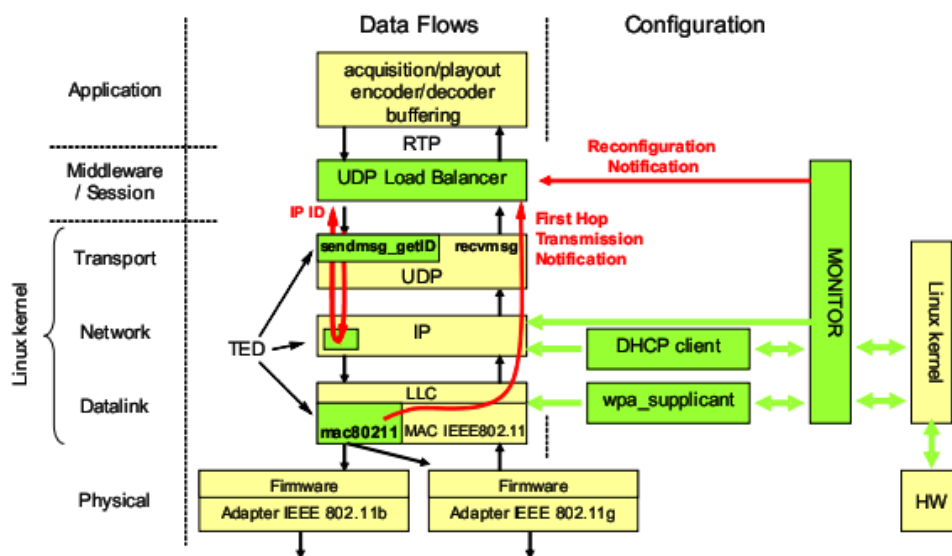 Data Flows
Configuration
Application
acquisition/playout
encoder/decoder
buffering
RTP
Middleware
/ Session
UDP Load Balancer
Reconfiguration
Notification
IP ID
First Hop
Transmission
Notification
Linux kernel
Transport
sendmsg_getID
recvmsg
UDP
MONITOR
Linux kernel
Network
TED
IP
DHCP client
Datalink
LLC
mac80211
MAC IEEE802.11
wpa_supplicant
Physical
Firmware
Adapter IEEE 802.11b
Firmware
Adapter IEEE 802.11g
HW